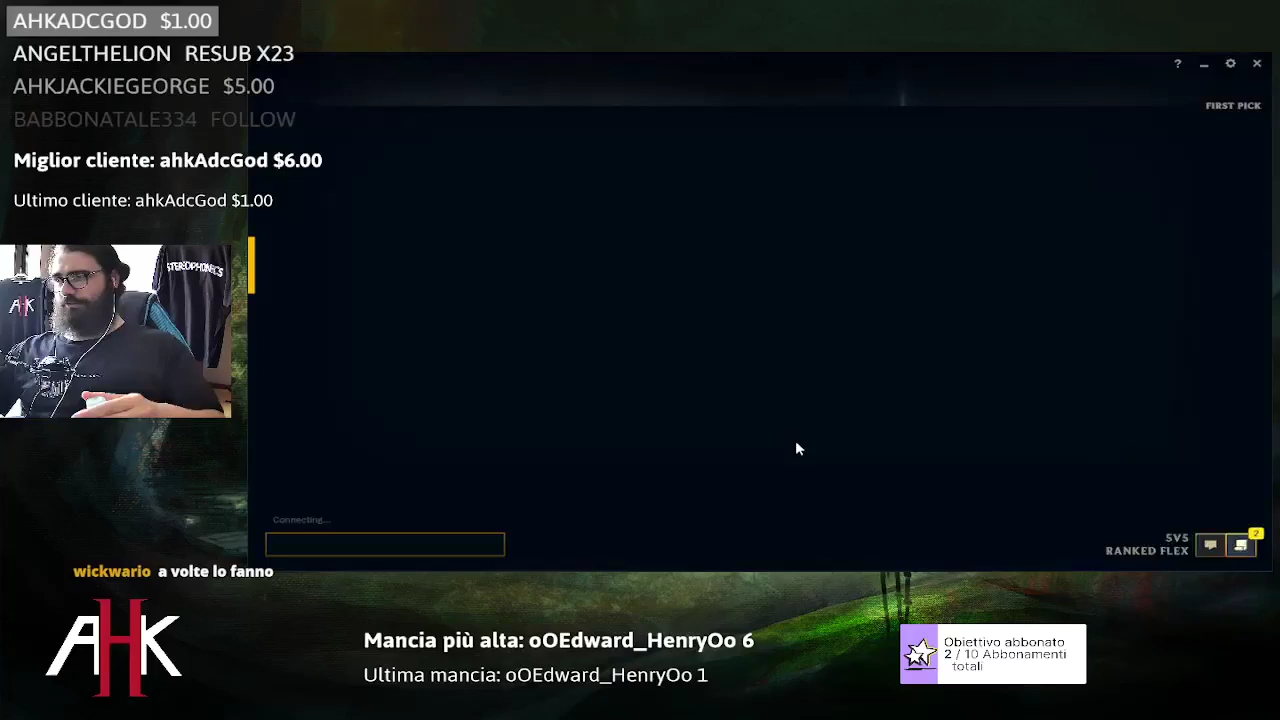 AHKADCGOD $1.00
ANGELTHELION RESUB X23
AHKJACKIEGEORGE $5.00
BABBONATALE334 FOLLOW
Miglior cliente: ahkAdcGod $6.00
Ultimo cliente: ahkAdcGod $1.00
?
FIRST PICK
STEREOPHONICS
AHK
Connecting...
5V5
RANKED FLEX
2
wickwario a volte lo fanno
AHK
Mancia più alta: oOEdward_HenryOo 6
Ultima mancia: oOEdward_HenryOo 1
Obiettivo abbonato
2 / 10 Abbonamenti
totali